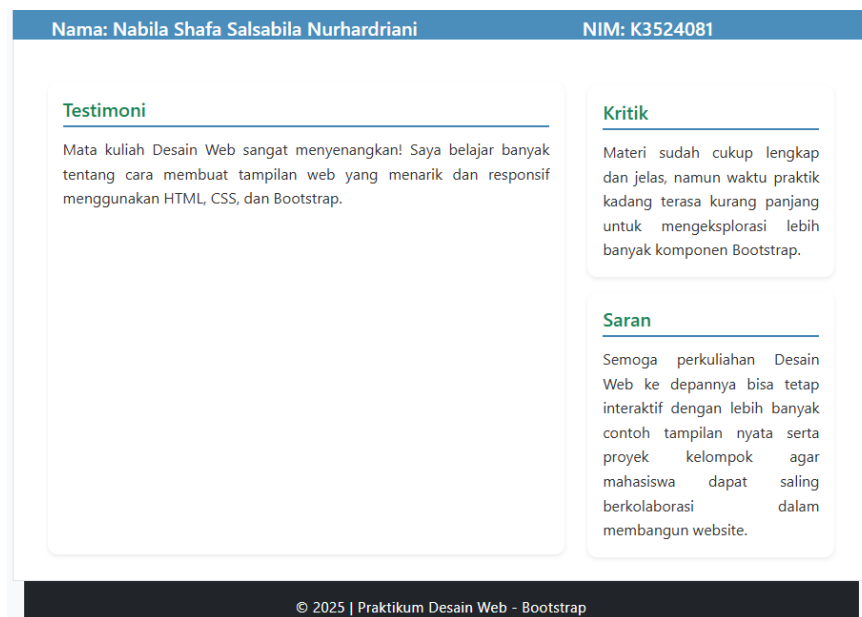 Nama: Nabila Shafa Salsabila Nurhardriani
NIM: K3524081
Testimoni
Mata kuliah Desain Web sangat menyenangkan! Saya belajar banyak
tentang cara membuat tampilan web yang menarik dan responsif
menggunakan HTML, CSS, dan Bootstrap.
Kritik
Materi sudah cukup lengkap
dan jelas, namun waktu praktik
kadang terasa kurang panjang
untuk mengeksplorasi lebih
banyak komponen Bootstrap.
Saran
Semoga perkuliahan Desain
Web ke depannya bisa tetap
interaktif dengan lebih banyak
contoh tampilan nyata serta
proyek kelompok agar
mahasiswa dapat saling
berkolaborasi dalam
membangun website.
© 2025 | Praktikum Desain Web - Bootstrap